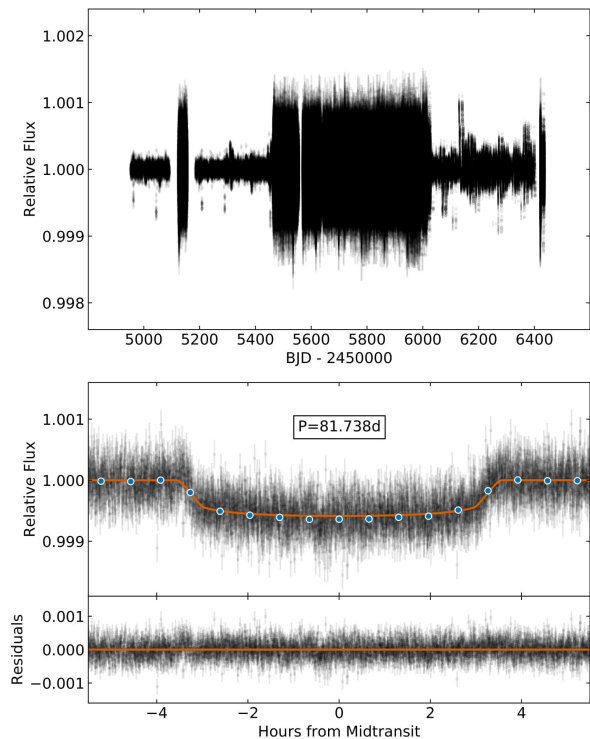 1.002
1.001
1.000
0.999
0.998
Relative Flux
5000 5200 5400 5600 5800 6000 6200 6400
BJD - 2450000
P=81.738d
1.001
1.000
0.999
Relative Flux
0.001
0.000
−0.001
Residuals
−4 −2 0 2 4
Hours from Midtransit